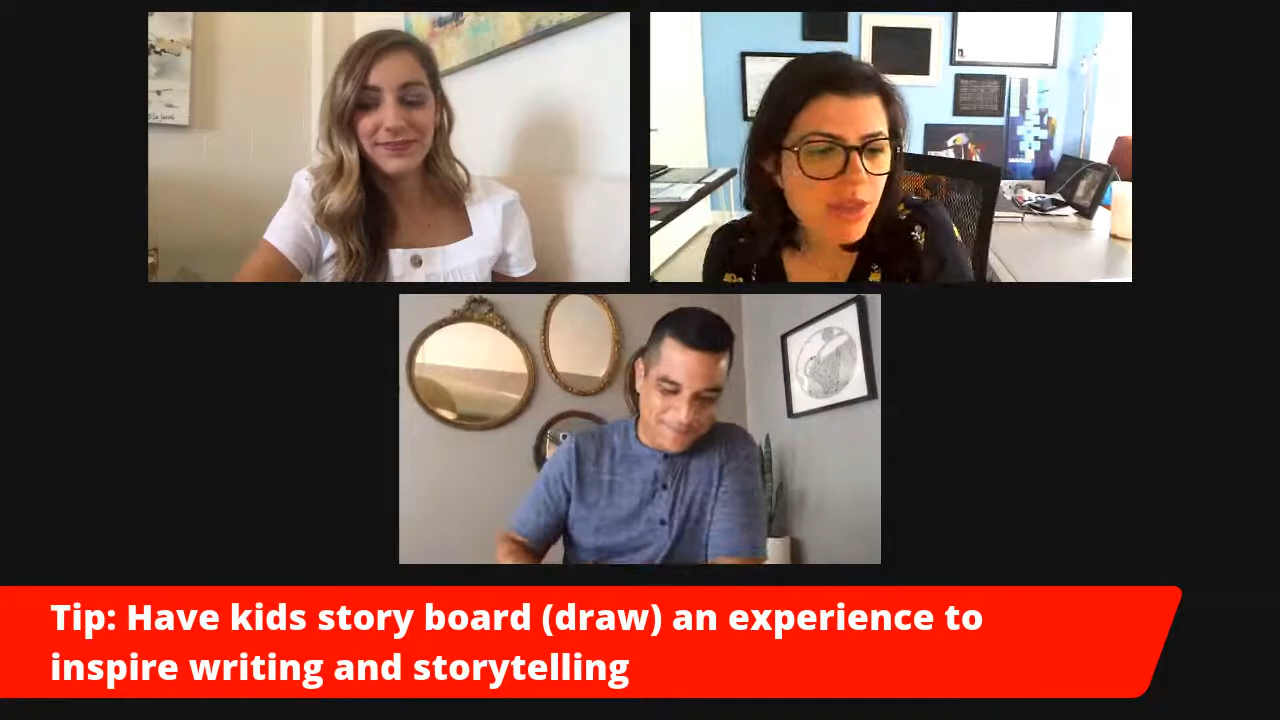 Tip: Have kids story board (draw) an experience to
inspire writing and storytelling